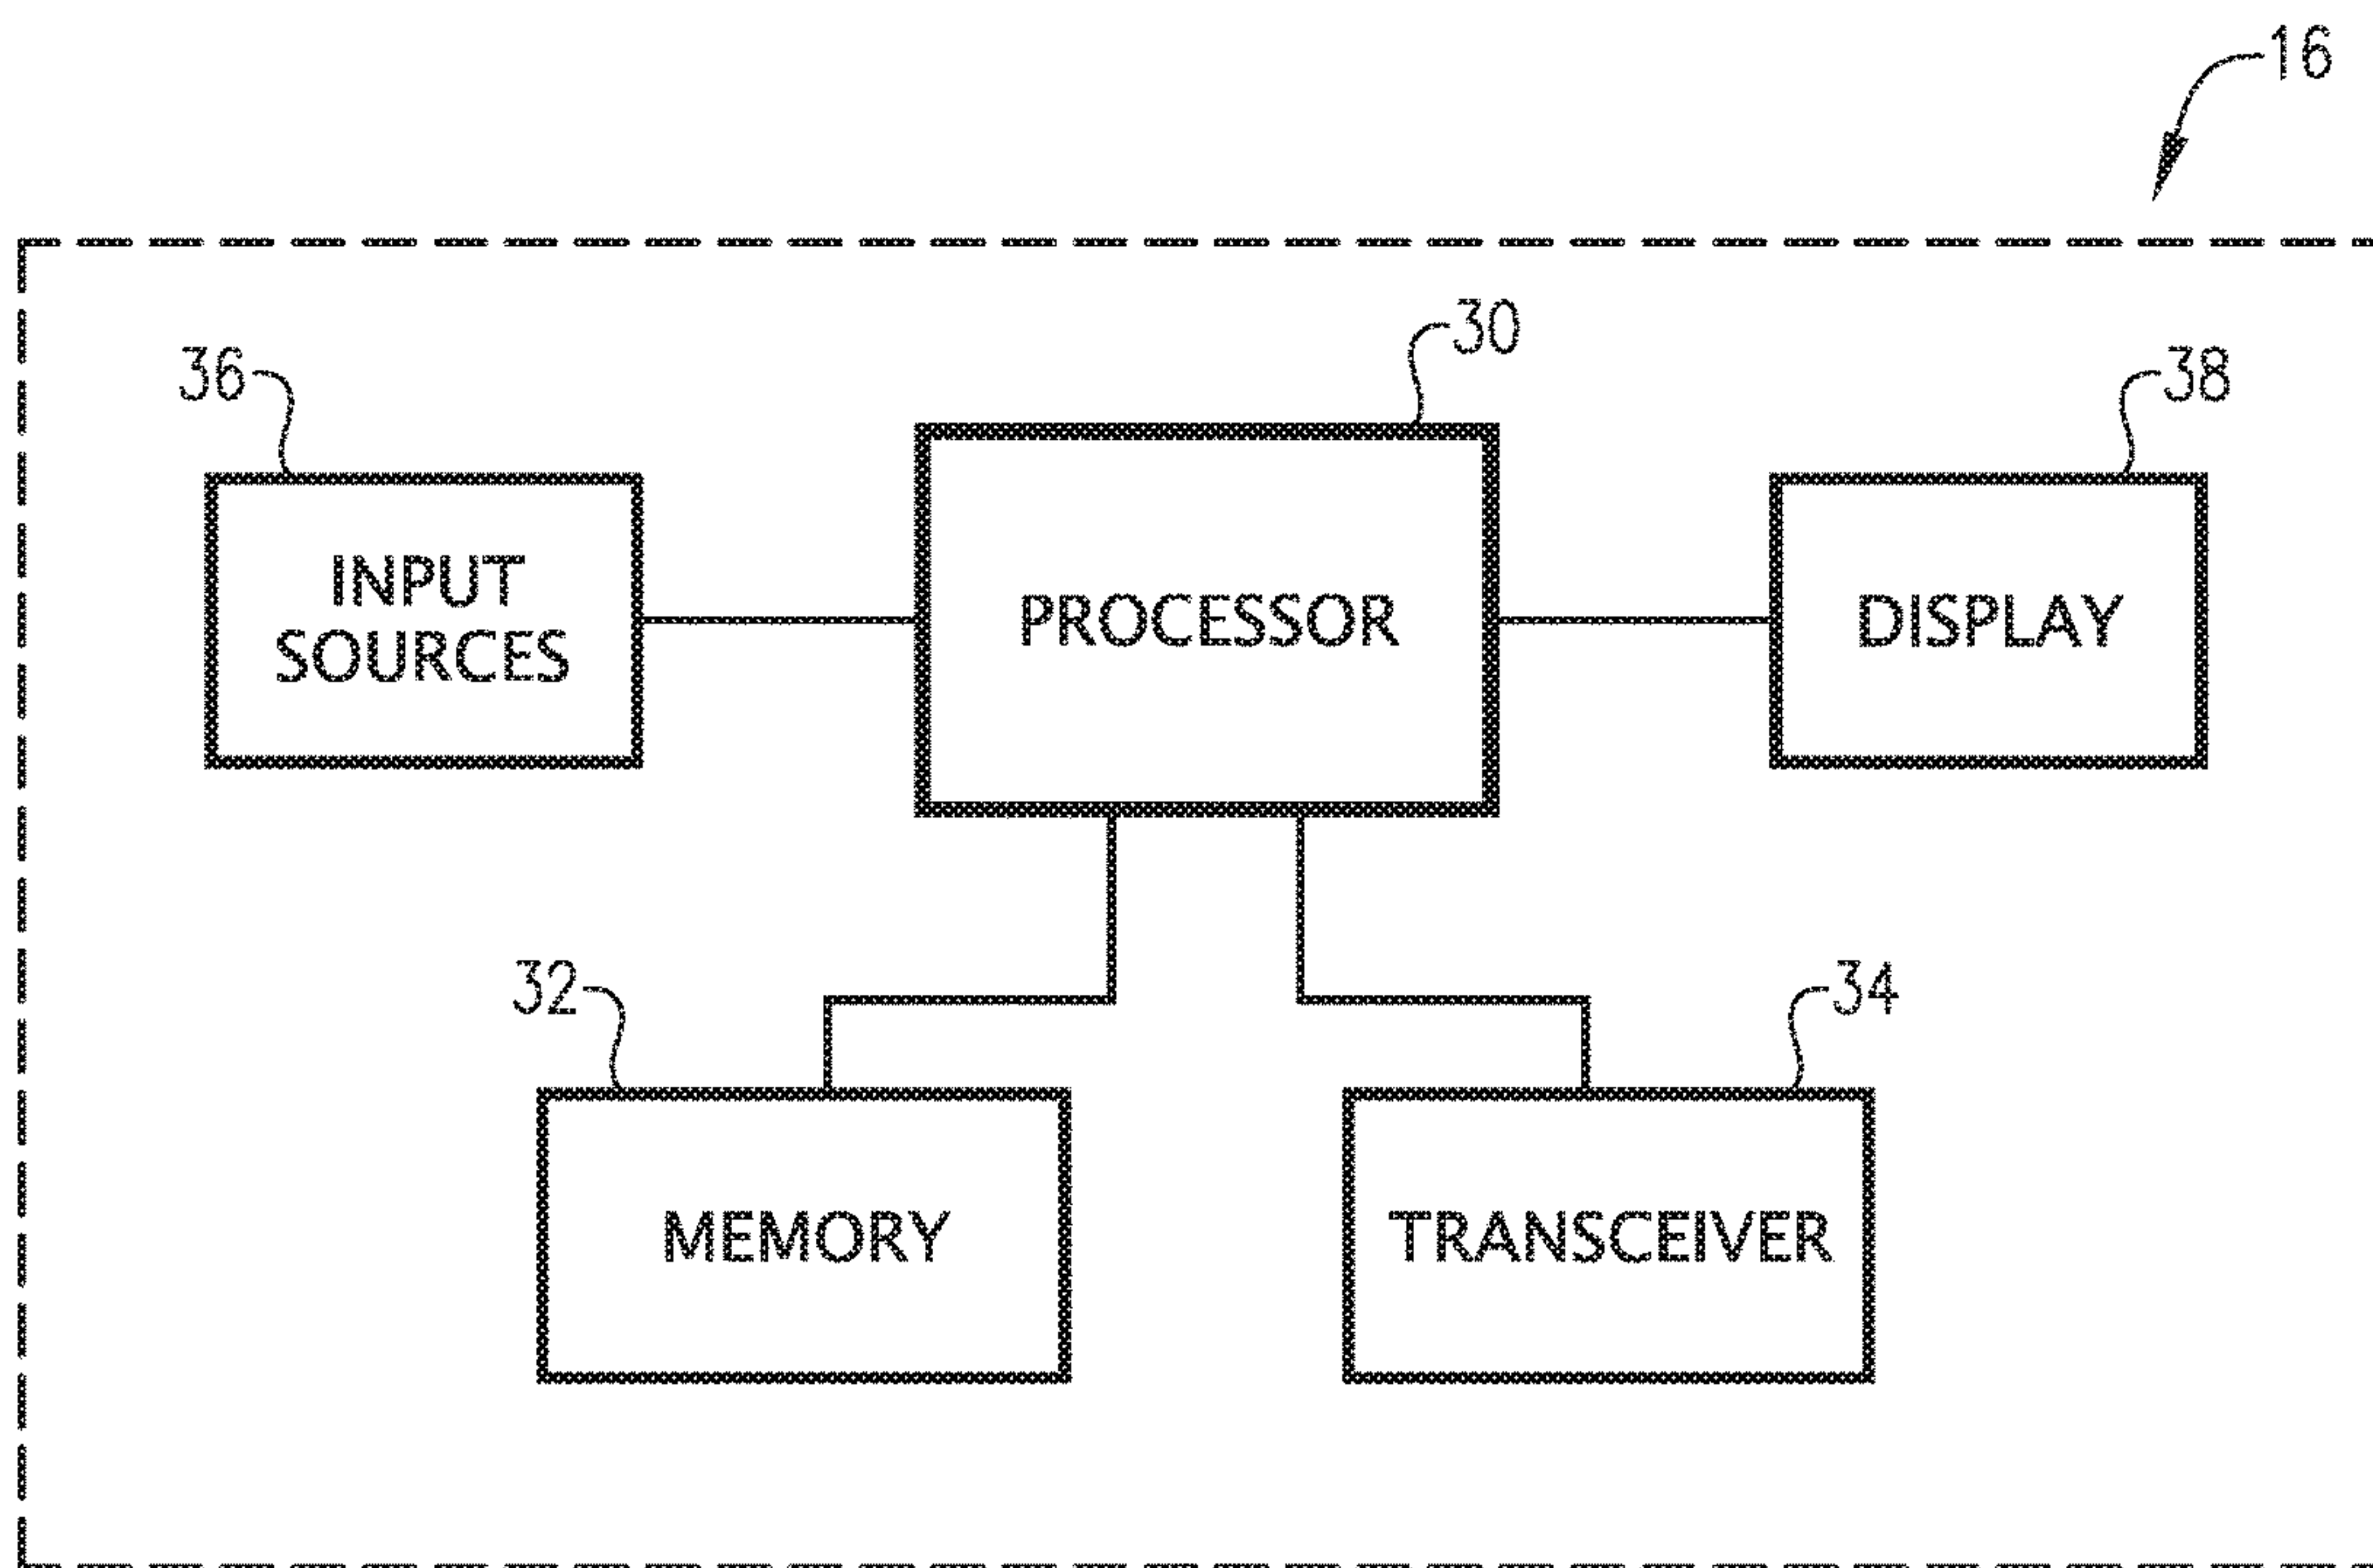 16
30
36
38
INPUT
SOURCES
PROCESSOR
DISPLAY
32
34
MEMORY
TRANSCEIVER